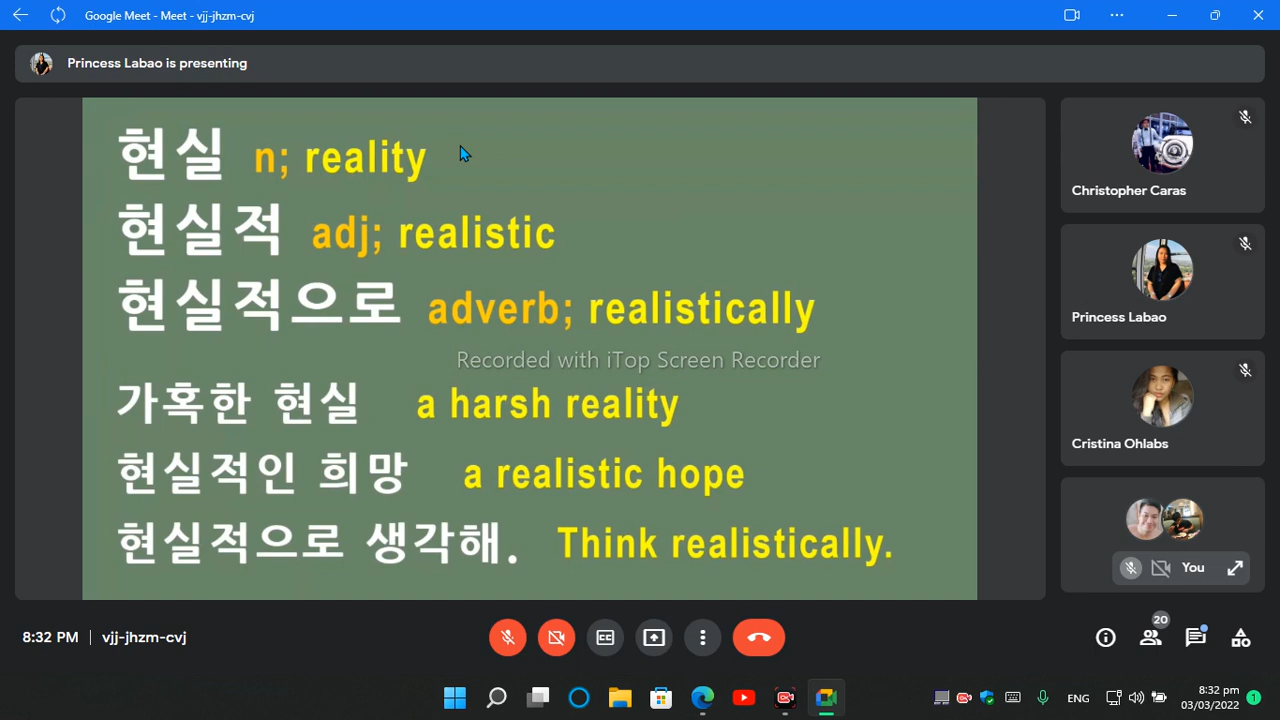 Google Meet - Meet - vjj-jhzm-cvj
Princess Labao is presenting
현실 n; reality
현실적 adj; realistic
현실적으로 adverb; realistically
Recorded with iTop Screen Recorder
가혹한 현실 a harsh reality
현실적인 희망 a realistic hope
현실적으로 생각해. Think realistically.
Christopher Caras
Princess Labao
Cristina Ohlabs
You
8:32 PM | vjj-jhzm-cvj
20
ENG
8:32 pm
03/03/2022
1